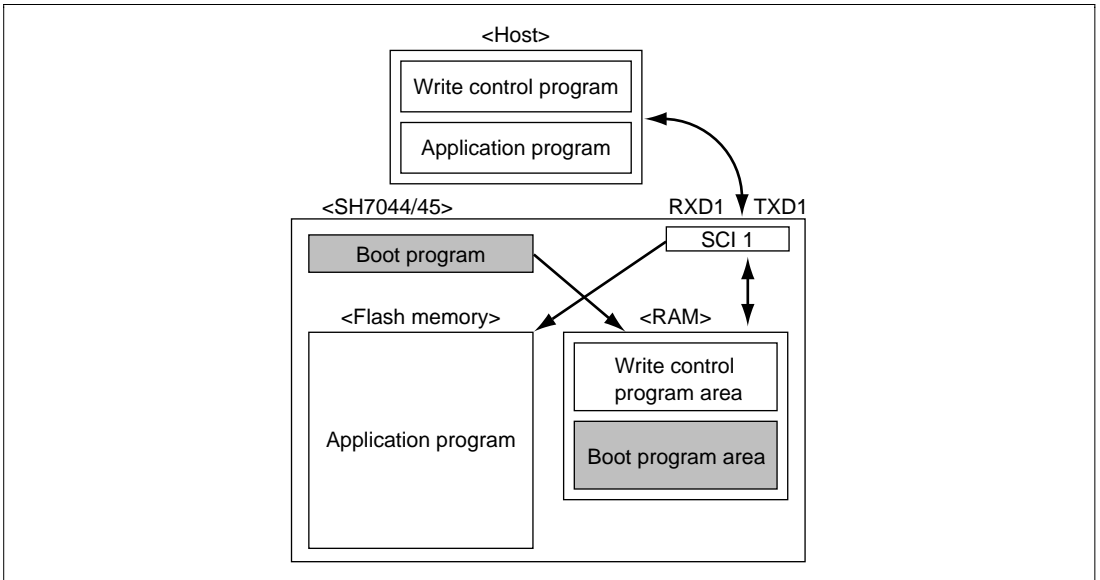 <Host>
Write control program
Application program
<SH7044/45>
RXD1
TXD1
SCI 1
Boot program
<Flash memory>
<RAM>
Write control
program area
Application program
Boot program area